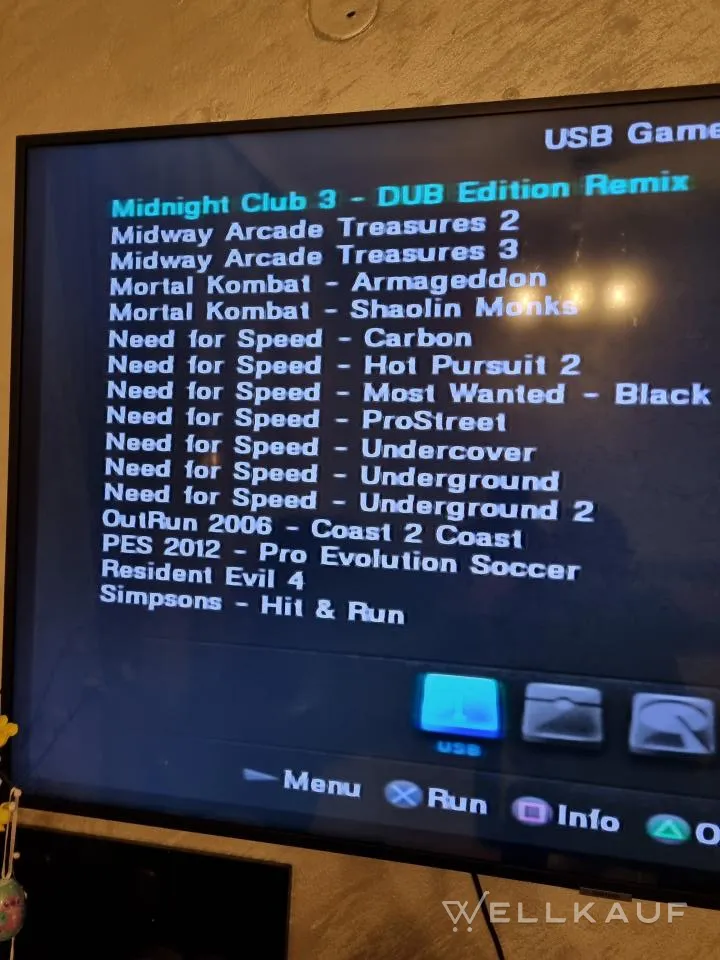 USB Game
Midnight Club 3 - DUB Edition Remix
Midway Arcade Treasures 2
Midway Arcade Treasures 3
Mortal Kombat - Armageddon
Mortal Kombat - Shaolin Monks
Need for Speed - Carbon
Need for Speed - Hot Pursuit 2
Need for Speed - Most Wanted - Black
Need for Speed - ProStreet
Need for Speed - Undercover
Need for Speed - Underground
Need for Speed - Underground 2
OutRun 2006 - Coast 2 Coast
PES 2012 - Pro Evolution Soccer
Resident Evil 4
Simpsons - Hit & Run
USB
Menu Run Info O
WELLKAUF